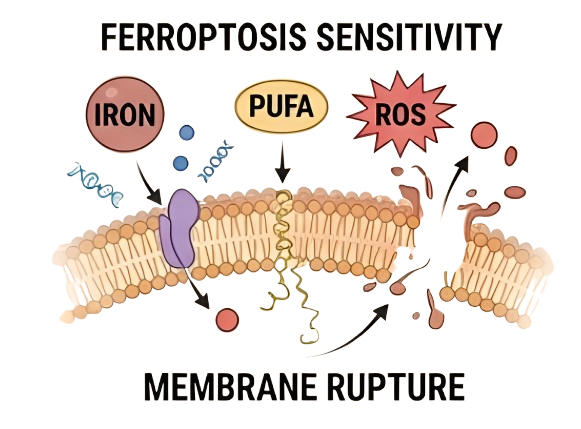 FERROPTOSIS SENSITIVITY
IRON
PUFA
ROS
MEMBRANE RUPTURE